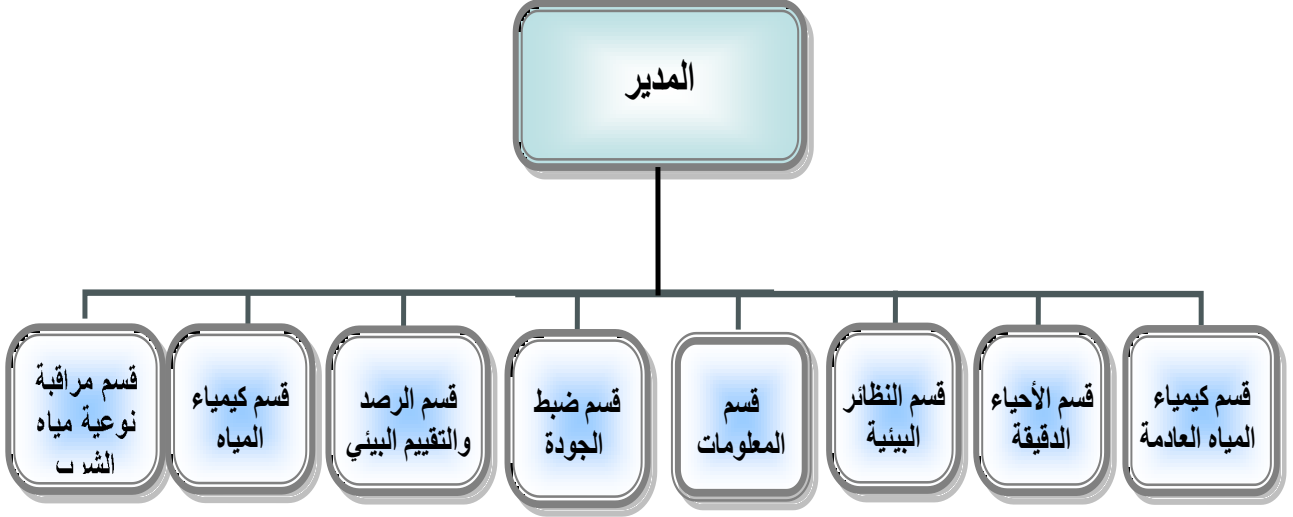 المدير
قسم كيمياء
المياه العادمة
قسم الأحياء
الدقيقة
قسم النظائر
البيئية
قسم
المعلومات
قسم ضبط
الجودة
قسم الرصد
والتقييم البيئي
قسم كيمياء
المياه
قسم مراقبة
نوعية مياه
الشرب